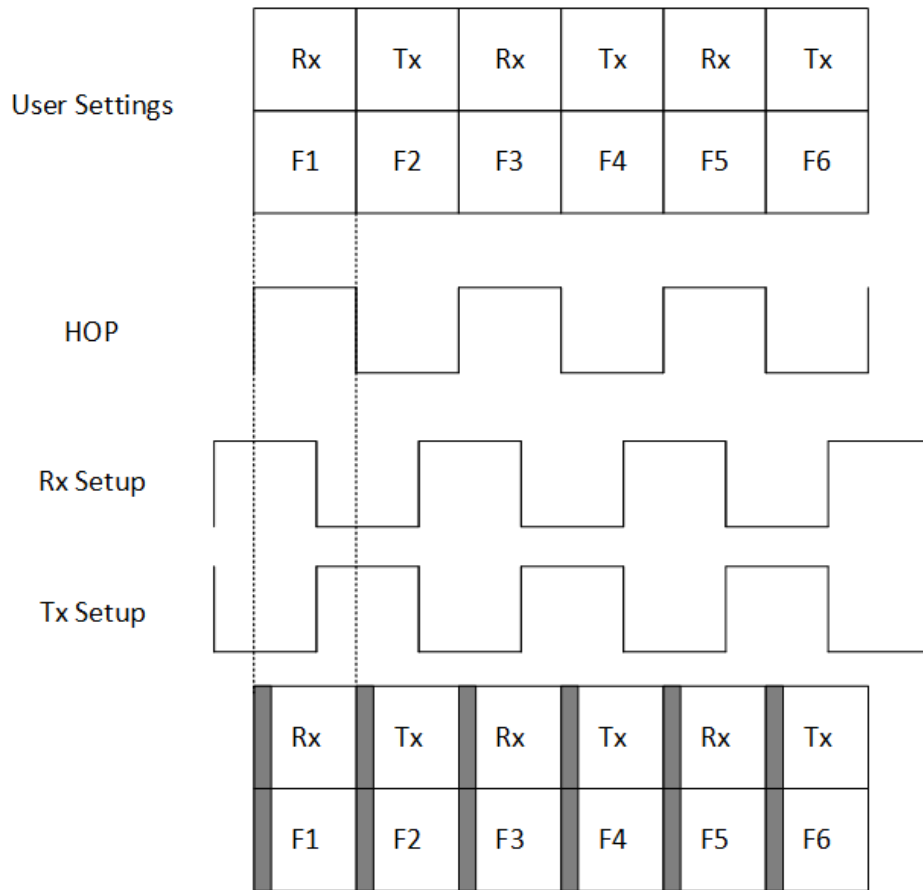 Rx Tx Rx Tx Rx Tx
User Settings
F1 F2 F3 F4 F5 F6
HOP
Rx Setup
Tx Setup
Rx Tx Rx Tx Rx Tx
F1 F2 F3 F4 F5 F6